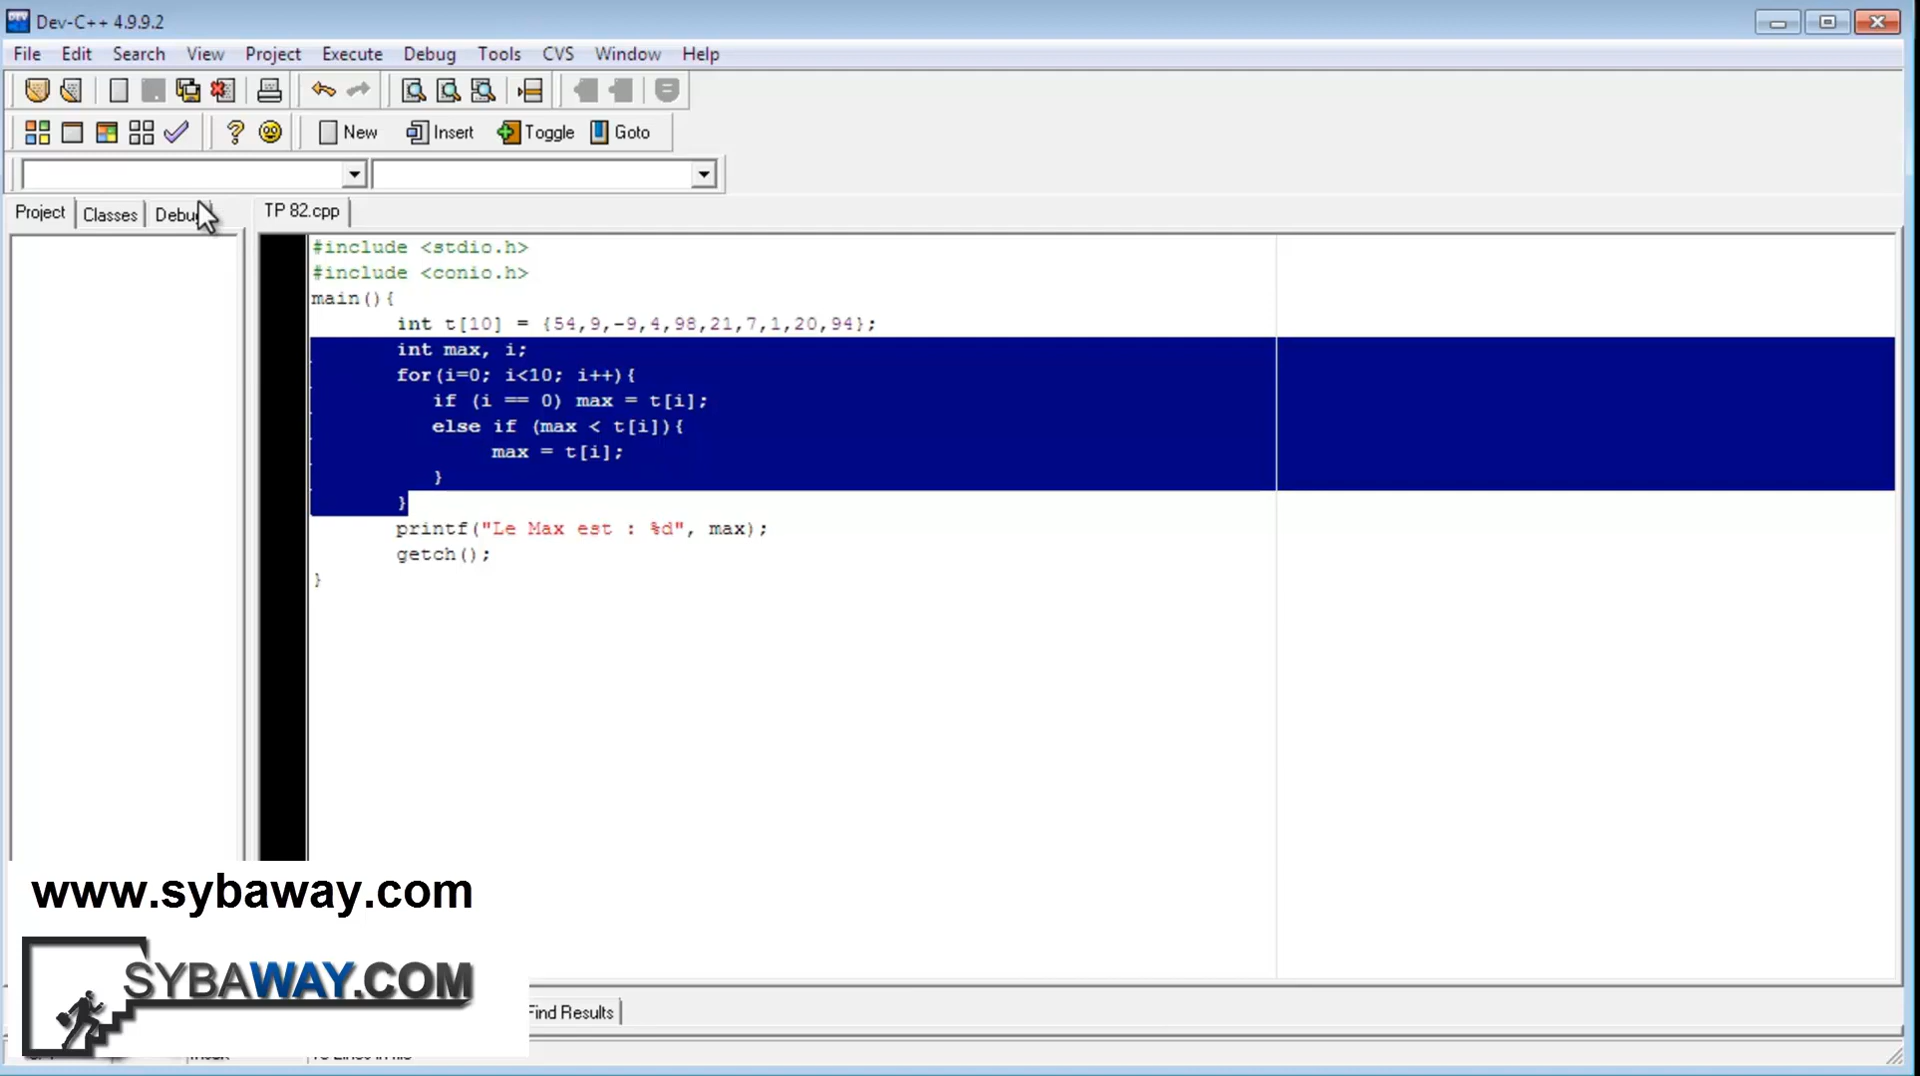 Dev-C++ 4.9.9.2
File Edit Search View Project Execute Debug Tools CVS Window Help
New Insert Toggle Goto
Project Classes Debug TP 82.cpp
#include <stdio.h>
#include <conio.h>
main(){
int t[10] = {54,9,-9,4,98,21,7,1,20,94};
int max, i;
for(i=0; i<10; i++){
if (i == 0) max = t[i];
else if (max < t[i]){
max = t[i];
}
}
printf("Le Max est : %d", max);
getch();
}
www.sybaway.com
SYBAWAY.COM
Find Results